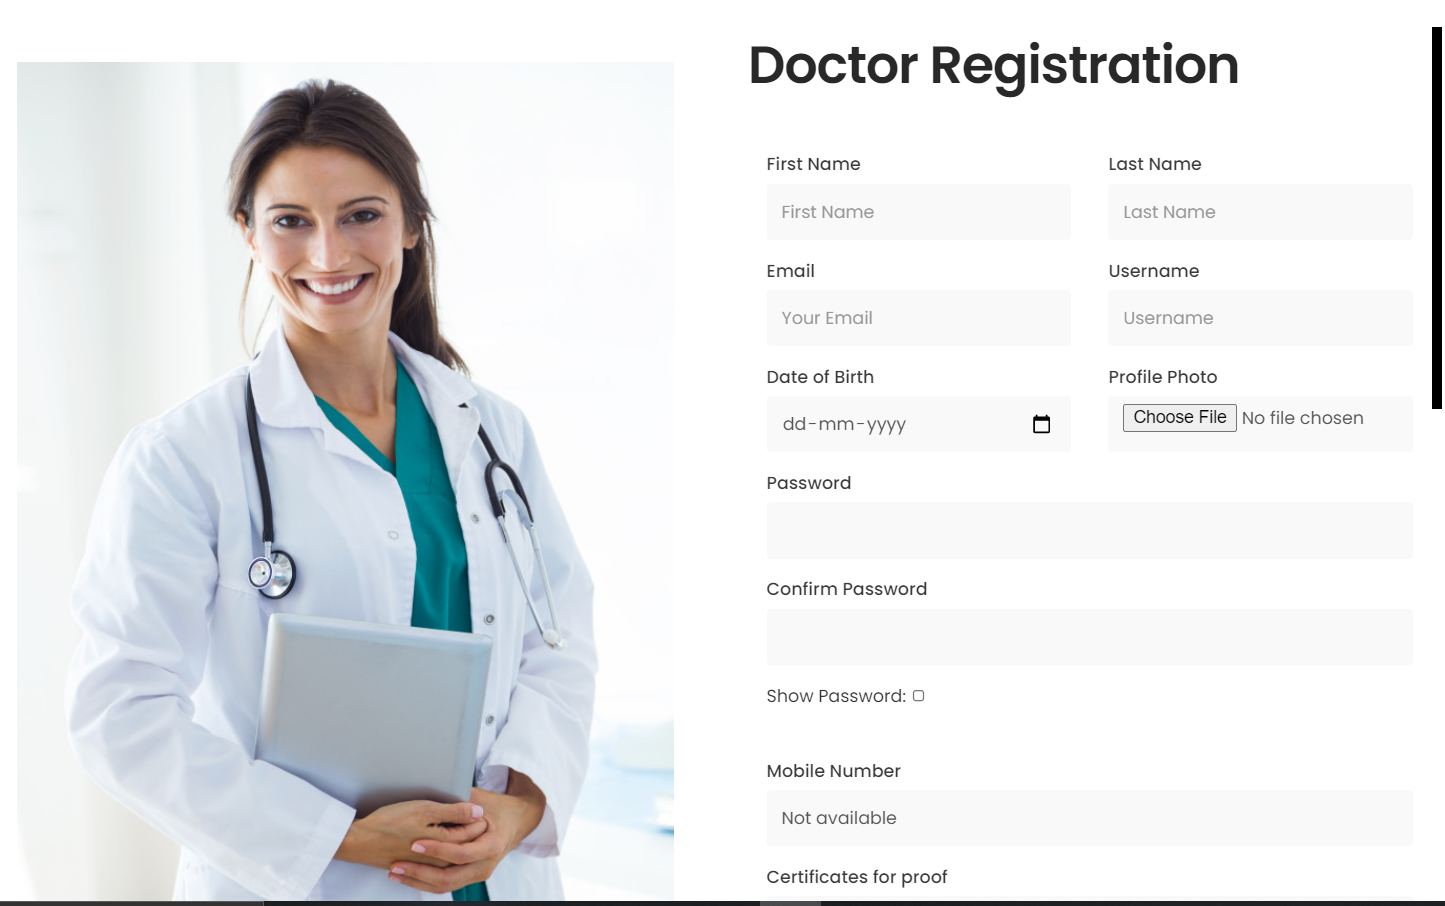 Doctor Registration
First Name
Last Name
First Name
Last Name
Email
Username
Your Email
Username
Date of Birth
Profile Photo
dd-mm-yyyy
Choose File No file chosen
Password
Confirm Password
Show Password:
Mobile Number
Not available
Certificates for proof